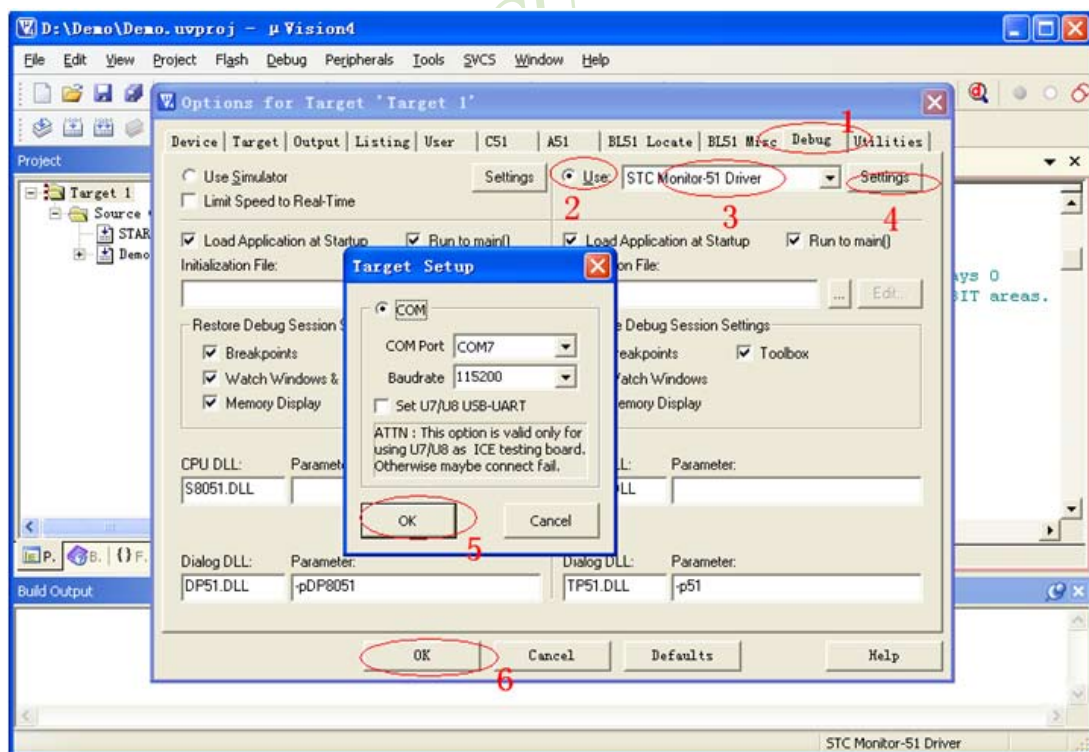 D:\Demo\Demo.uvproj - µVision4
File Edit View Project Flash Debug Peripherals Tools SVCS Window Help
Options for Target 'Target 1'
1
Device Target Output Listing User C51 A51 BL51 Locate BL51 Misc Debug Utilities
Project
Use Simulator
Settings
Use:
STC Monitor-51 Driver
Settings
2
3
4
Limit Speed to Real-Time
Target 1
Source
STAR
Demo
Load Application at Startup
Run to main()
Load Application at Startup
Run to main()
Initialization File:
on File:
...
Edit...
ays 0
BIT areas.
Target Setup
COM
COM Port COM7
Baudrate 115200
Set U7/U8 USB-UART
ATTN : This option is valid only for
using U7/U8 as ICE testing board.
Otherwise maybe connect fail.
OK
Cancel
5
Restore Debug Session S
Breakpoints
Watch Windows &
Memory Display
e Debug Session Settings
reakpoints
Toolbox
Watch Windows
emory Display
CPU DLL:
Paramet
S8051.DLL
LL:
Parameter:
DLL
Dialog DLL:
Parameter:
DP51.DLL
-pDP8051
Dialog DLL:
Parameter:
TP51.DLL
-p51
P.
B.
{} F.
Build Output
OK
Cancel
Defaults
Help
6
STC Monitor-51 Driver